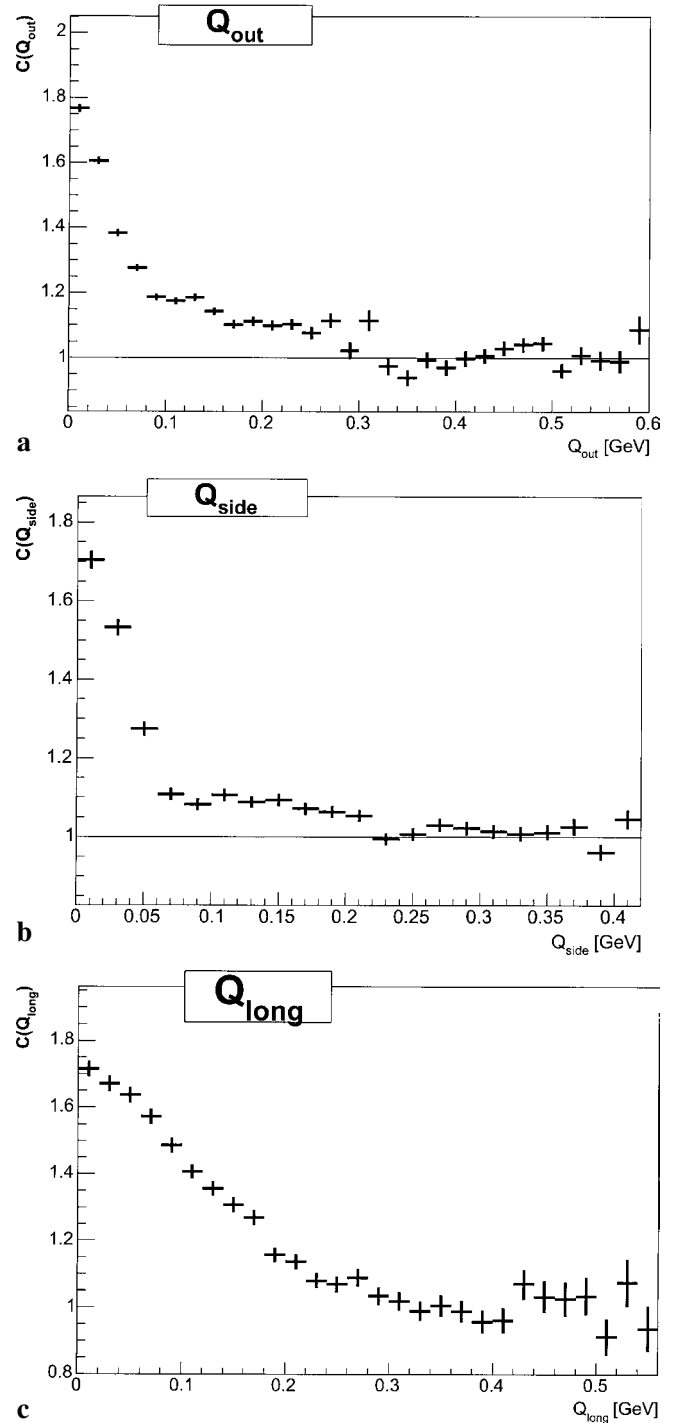 Q_out
C(Q_out)
2
1.8
1.6
1.4
1.2
1
0 0.1 0.2 0.3 0.4 0.5 0.6
Q_out [GeV]
a
Q_side
C(Q_side)
1.8
1.6
1.4
1.2
1
0 0.05 0.1 0.15 0.2 0.25 0.3 0.35 0.4
Q_side [GeV]
b
Q_long
C(Q_long)
1.8
1.6
1.4
1.2
1
0.8
0 0.1 0.2 0.3 0.4 0.5
Q_long [GeV]
c